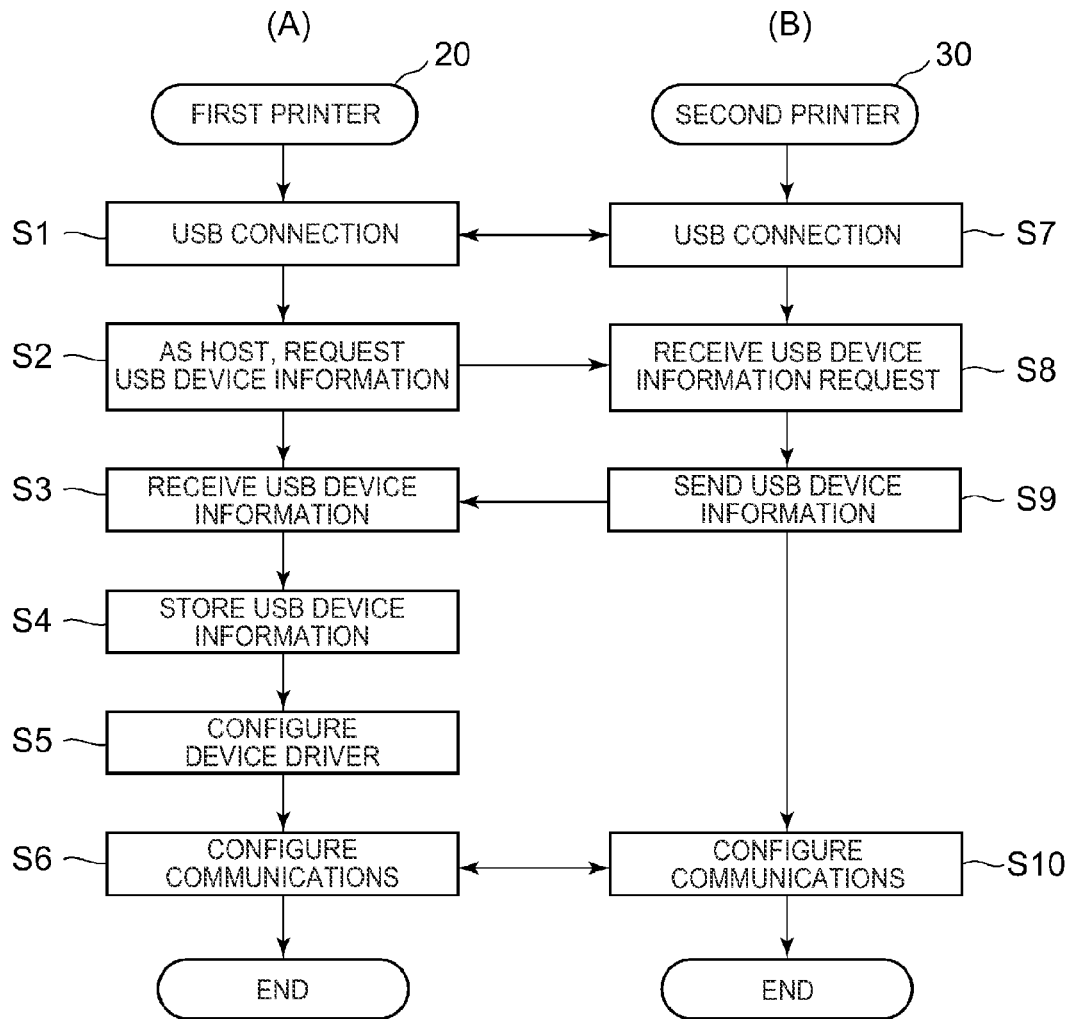 (A)
(B)
20
30
FIRST PRINTER
SECOND PRINTER
S1
USB CONNECTION
USB CONNECTION
S7
S2
AS HOST, REQUEST
USB DEVICE INFORMATION
RECEIVE USB DEVICE
INFORMATION REQUEST
S8
S3
RECEIVE USB DEVICE
INFORMATION
SEND USB DEVICE
INFORMATION
S9
S4
STORE USB DEVICE
INFORMATION
S5
CONFIGURE
DEVICE DRIVER
S6
CONFIGURE
COMMUNICATIONS
CONFIGURE
COMMUNICATIONS
S10
END
END